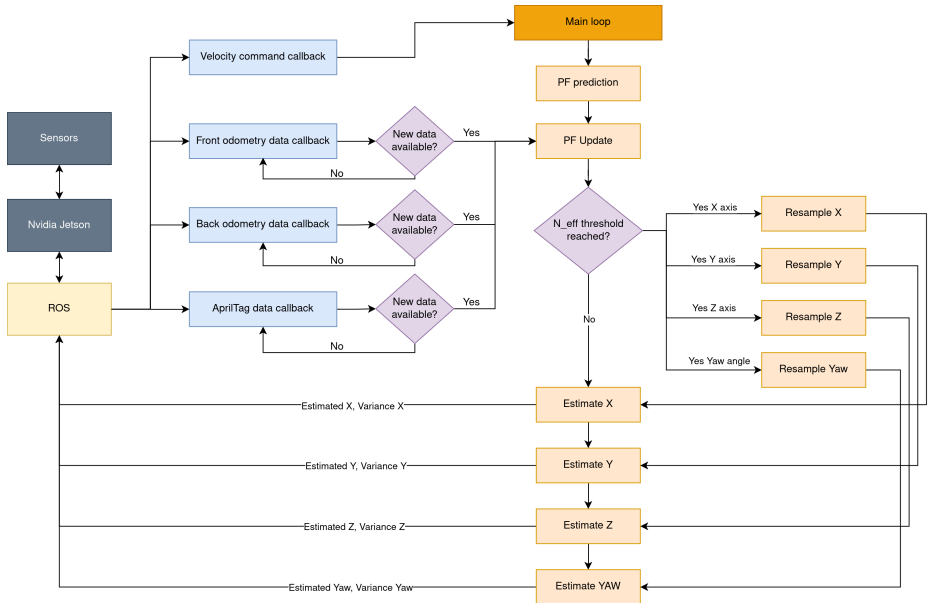 Main loop
Velocity command callback
PF prediction
Sensors
Front odometry data callback
New data
available?
Yes
No
PF Update
Nvidia Jetson
Back odometry data callback
New data
available?
Yes
No
N_eff threshold
reached?
Yes X axis
Resample X
Yes Y axis
Resample Y
ROS
AprilTag data callback
New data
available?
Yes
No
No
Yes Z axis
Resample Z
Yes Yaw angle
Resample Yaw
Estimated X, Variance X
Estimate X
Estimated Y, Variance Y
Estimate Y
Estimated Z, Variance Z
Estimate Z
Estimated Yaw, Variance Yaw
Estimate YAW